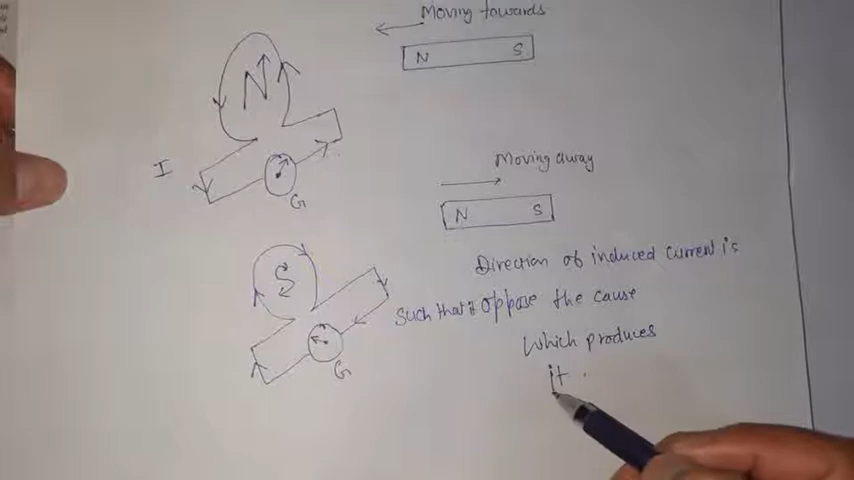 Moving towards
N S
N
I
G
Moving away
N S
S
G
Direction of induced current is
Such that it oppose the cause
Which produces
it.